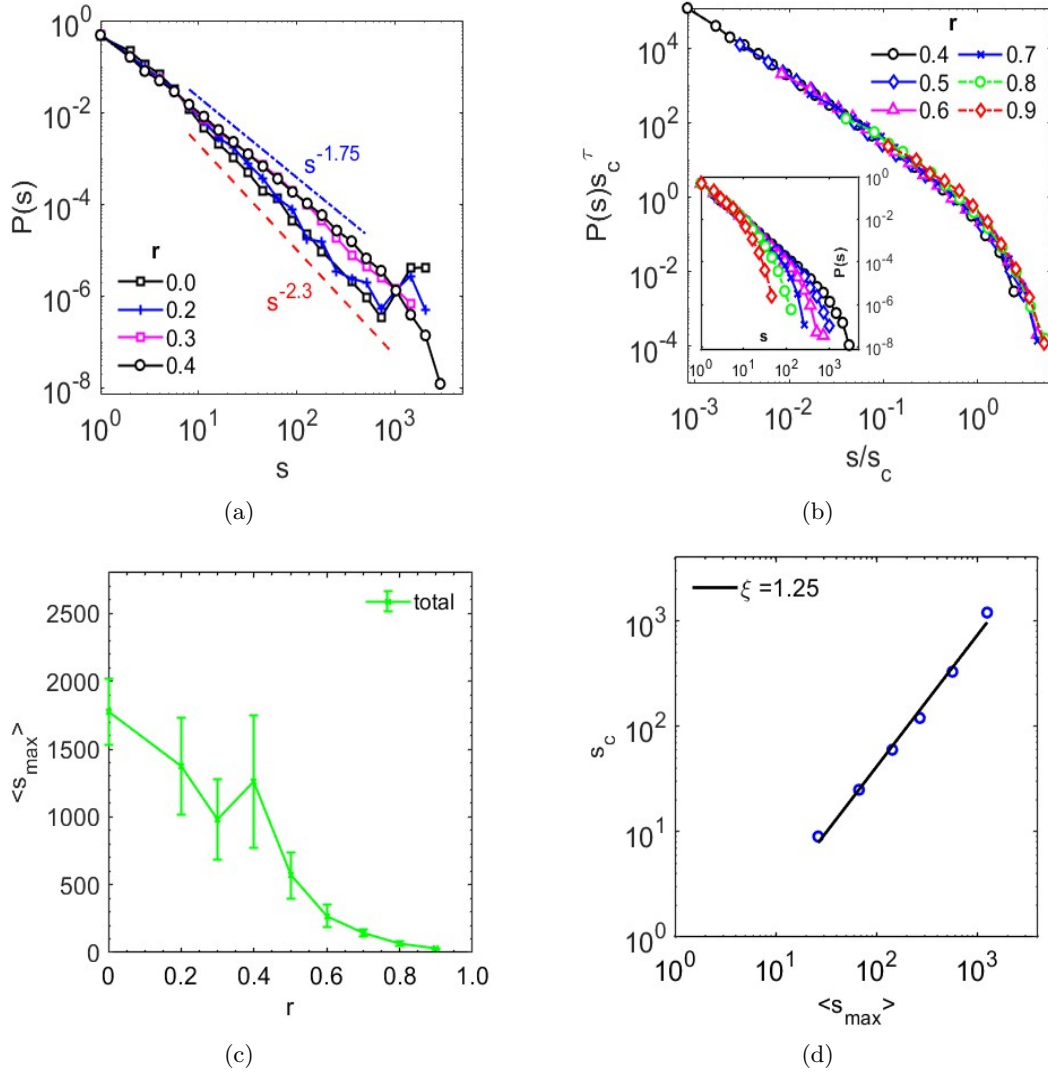 10^0
10^-2
10^-4
10^-6
10^-8
P(s)
s^-1.75
s^-2.3
r
0.0
0.2
0.3
0.4
10^0
10^1
10^2
10^3
s
(a)
10^4
10^2
10^0
10^-2
10^-4
P(s)s_c^τ
r
0.4 0.7
0.5 0.8
0.6 0.9
10^0
10^-2
10^-4
10^-6
10^-8
P(s)
s
10^0 10^1 10^2 10^3
10^-3 10^-2 10^-1 10^0
s/s_c
(b)
2500
2000
1500
1000
500
0
<s_max>
total
0 0.2 0.4 0.6 0.8 1.0
r
(c)
10^3
10^2
10^1
10^0
s_c
ξ =1.25
10^0 10^1 10^2 10^3
<s_max>
(d)